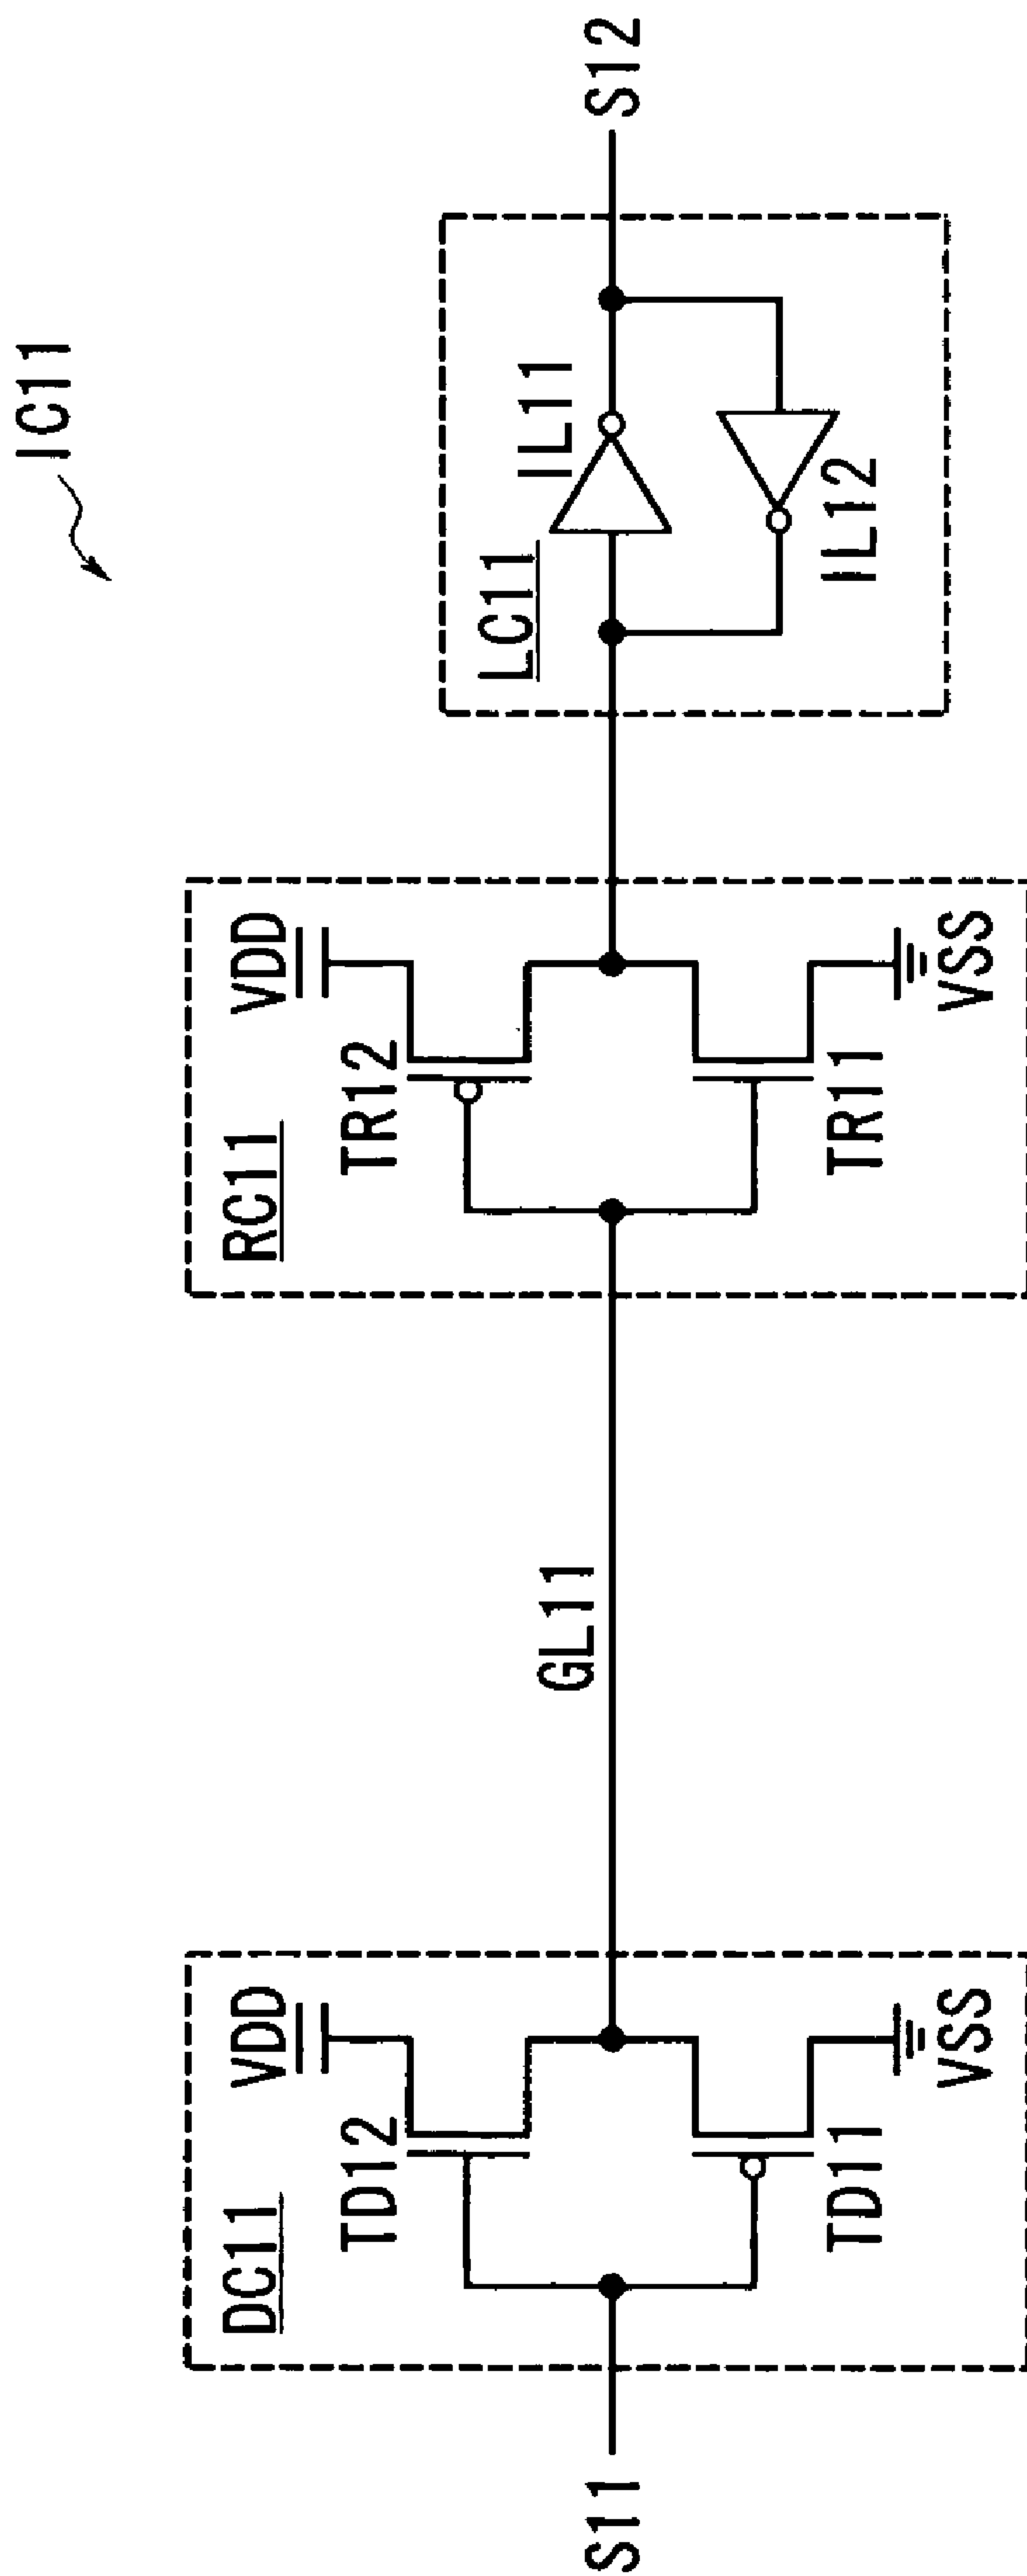 IC11
S11
DC11
VDD
TD12
TD11
VSS
GL11
RC11
VDD
TR12
TR11
VSS
LC11
IL11
IL12
S12